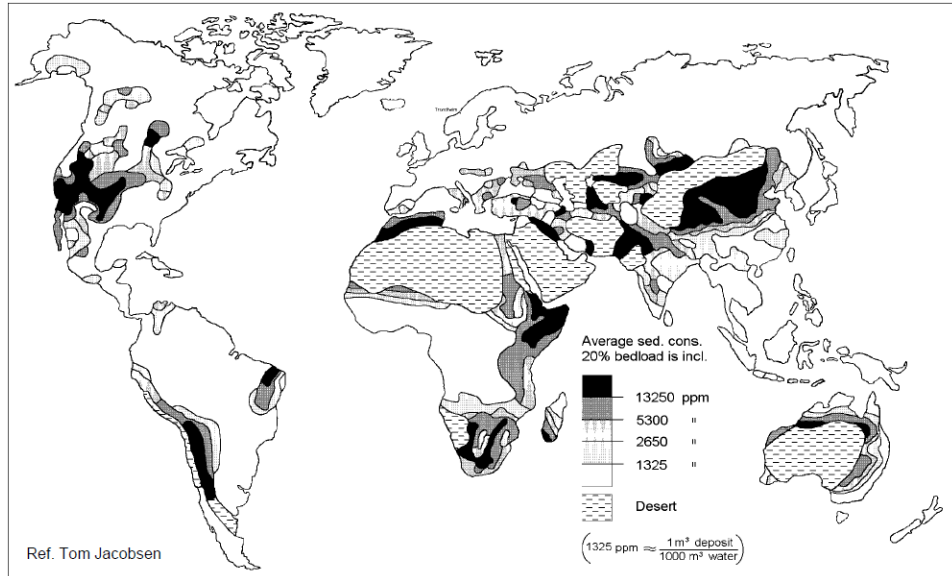 Trondheim
Average sed. cons.
20% bedload is incl.
13250 ppm
5300 "
2650 "
1325 "
Desert
(1325 ppm ≈ 1 m³ deposit / 1000 m³ water)
Ref. Tom Jacobsen